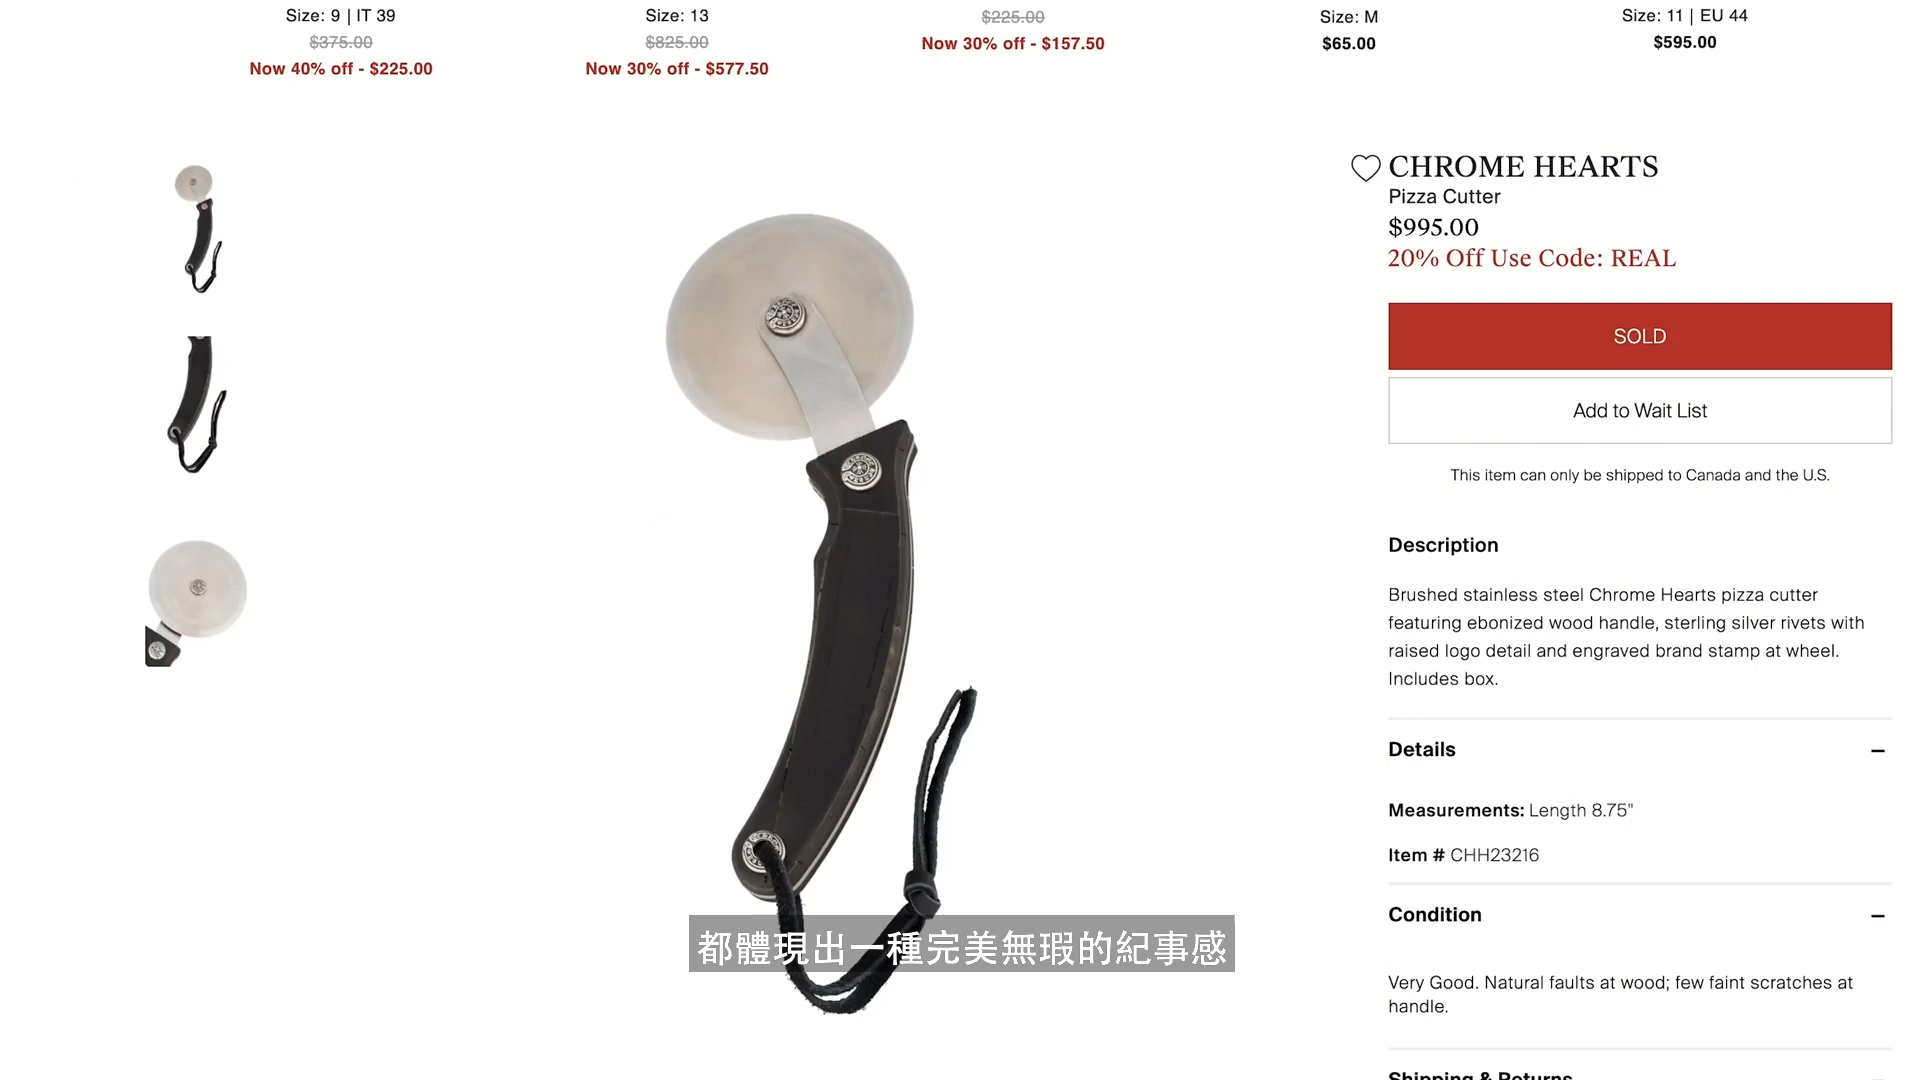 Size: 9 | IT 39
$375.00
Now 40% off - $225.00
Size: 13
$825.00
Now 30% off - $577.50
$225.00
Now 30% off - $157.50
Size: M
$65.00
Size: 11 | EU 44
$595.00
CHROME HEARTS
Pizza Cutter
$995.00
20% Off Use Code: REAL
SOLD
Add to Wait List
This item can only be shipped to Canada and the U.S.
Description
Brushed stainless steel Chrome Hearts pizza cutter
featuring ebonized wood handle, sterling silver rivets with
raised logo detail and engraved brand stamp at wheel.
Includes box.
Details
Measurements: Length 8.75"
Item # CHH23216
Condition
Very Good. Natural faults at wood; few faint scratches at
handle.
Shipping & Returns
都體現出一種完美無瑕的紀事感